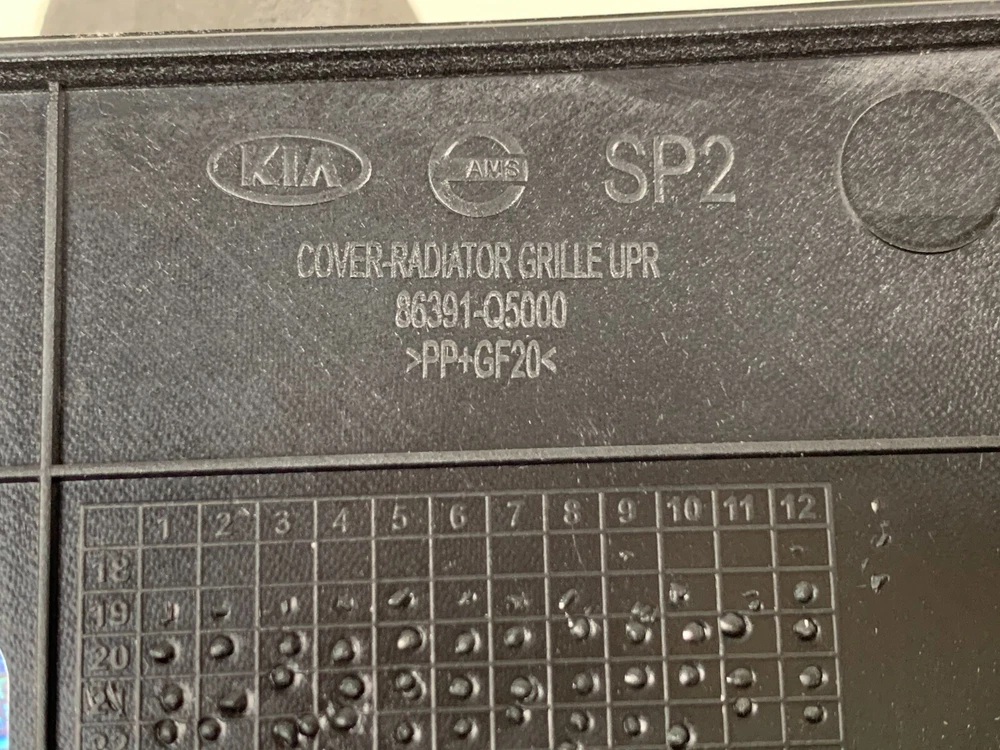 KIA AMS SP2
COVER-RADIATOR GRILLE UPR
86391-Q5000
>PP+GF20<
1 2 3 4 5 6 7 8 9 10 11 12
18
19
20